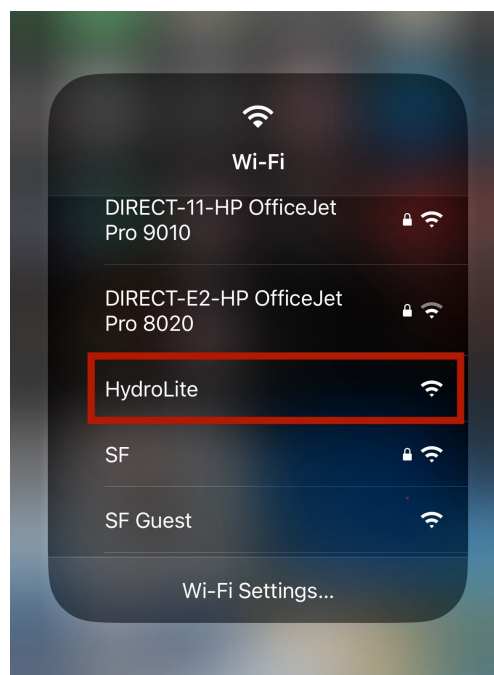 Wi-Fi
DIRECT-11-HP OfficeJet
Pro 9010
DIRECT-E2-HP OfficeJet
Pro 8020
HydroLite
SF
SF Guest
Wi-Fi Settings...